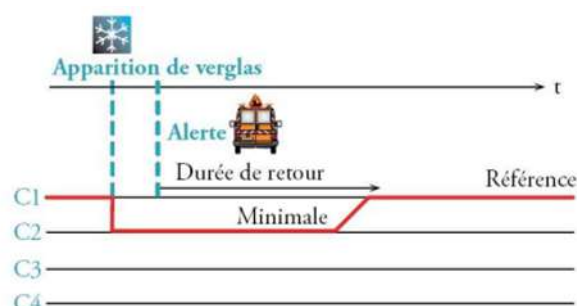 Apparition de verglas
t
Alerte
Durée de retour
Référence
C1
Minimale
C2
C3
C4